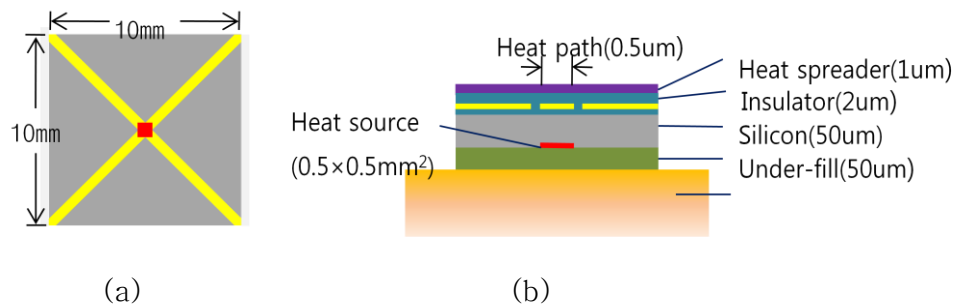 10mm
10mm
(a)
Heat path(0.5um)
Heat spreader(1um)
Insulator(2um)
Heat source
(0.5×0.5mm²)
Silicon(50um)
Under-fill(50um)
(b)